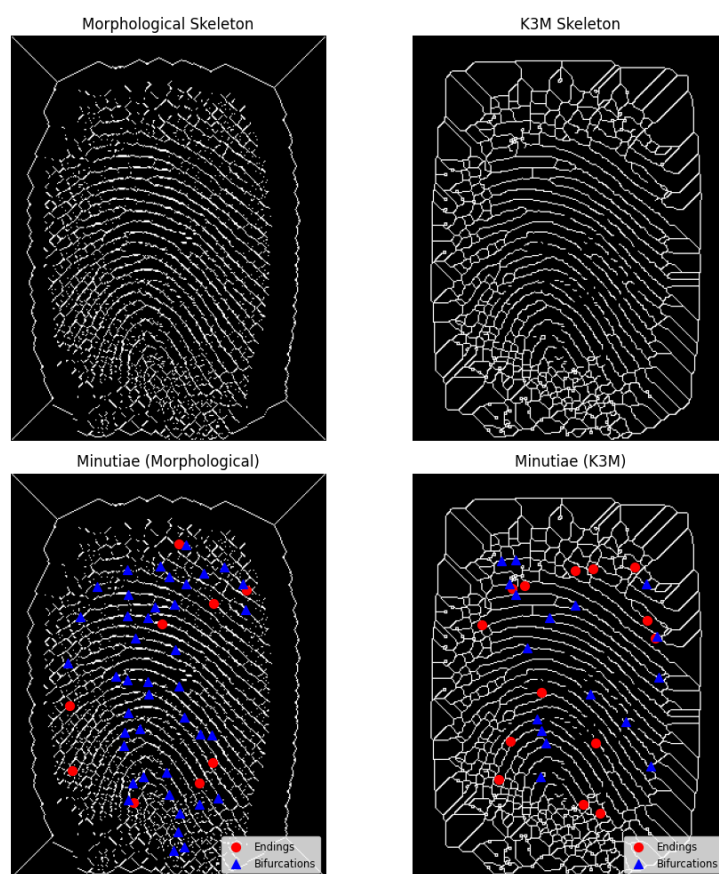 Morphological Skeleton
K3M Skeleton
Minutiae (Morphological)
Minutiae (K3M)
Endings
Bifurcations
Endings
Bifurcations